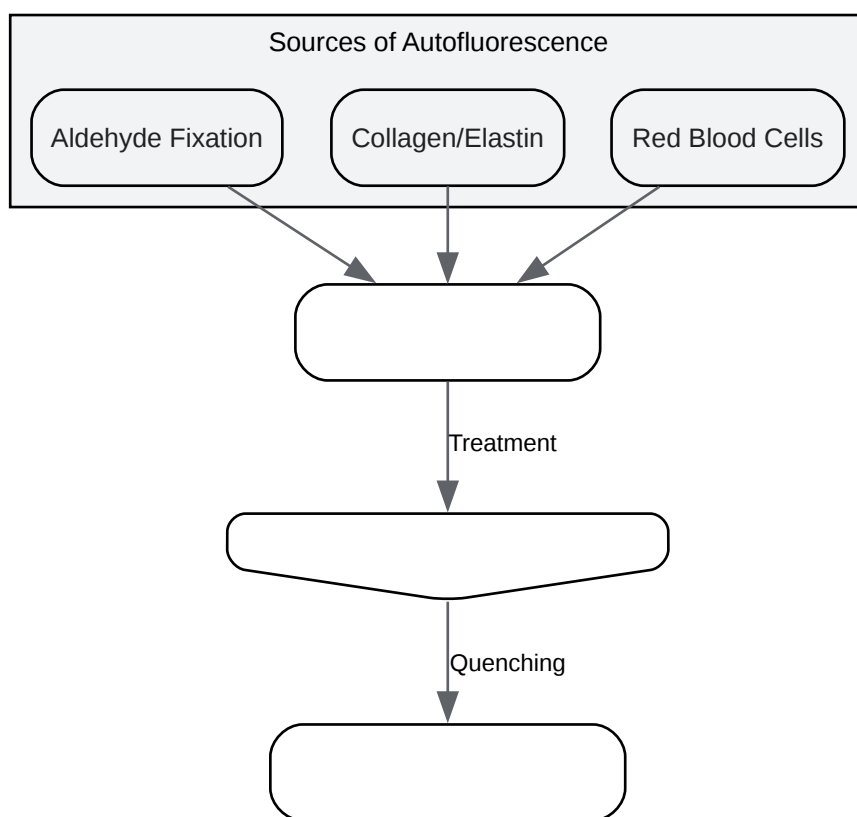 Sources of Autofluorescence
Aldehyde Fixation
Collagen/Elastin
Red Blood Cells
Treatment
Quenching